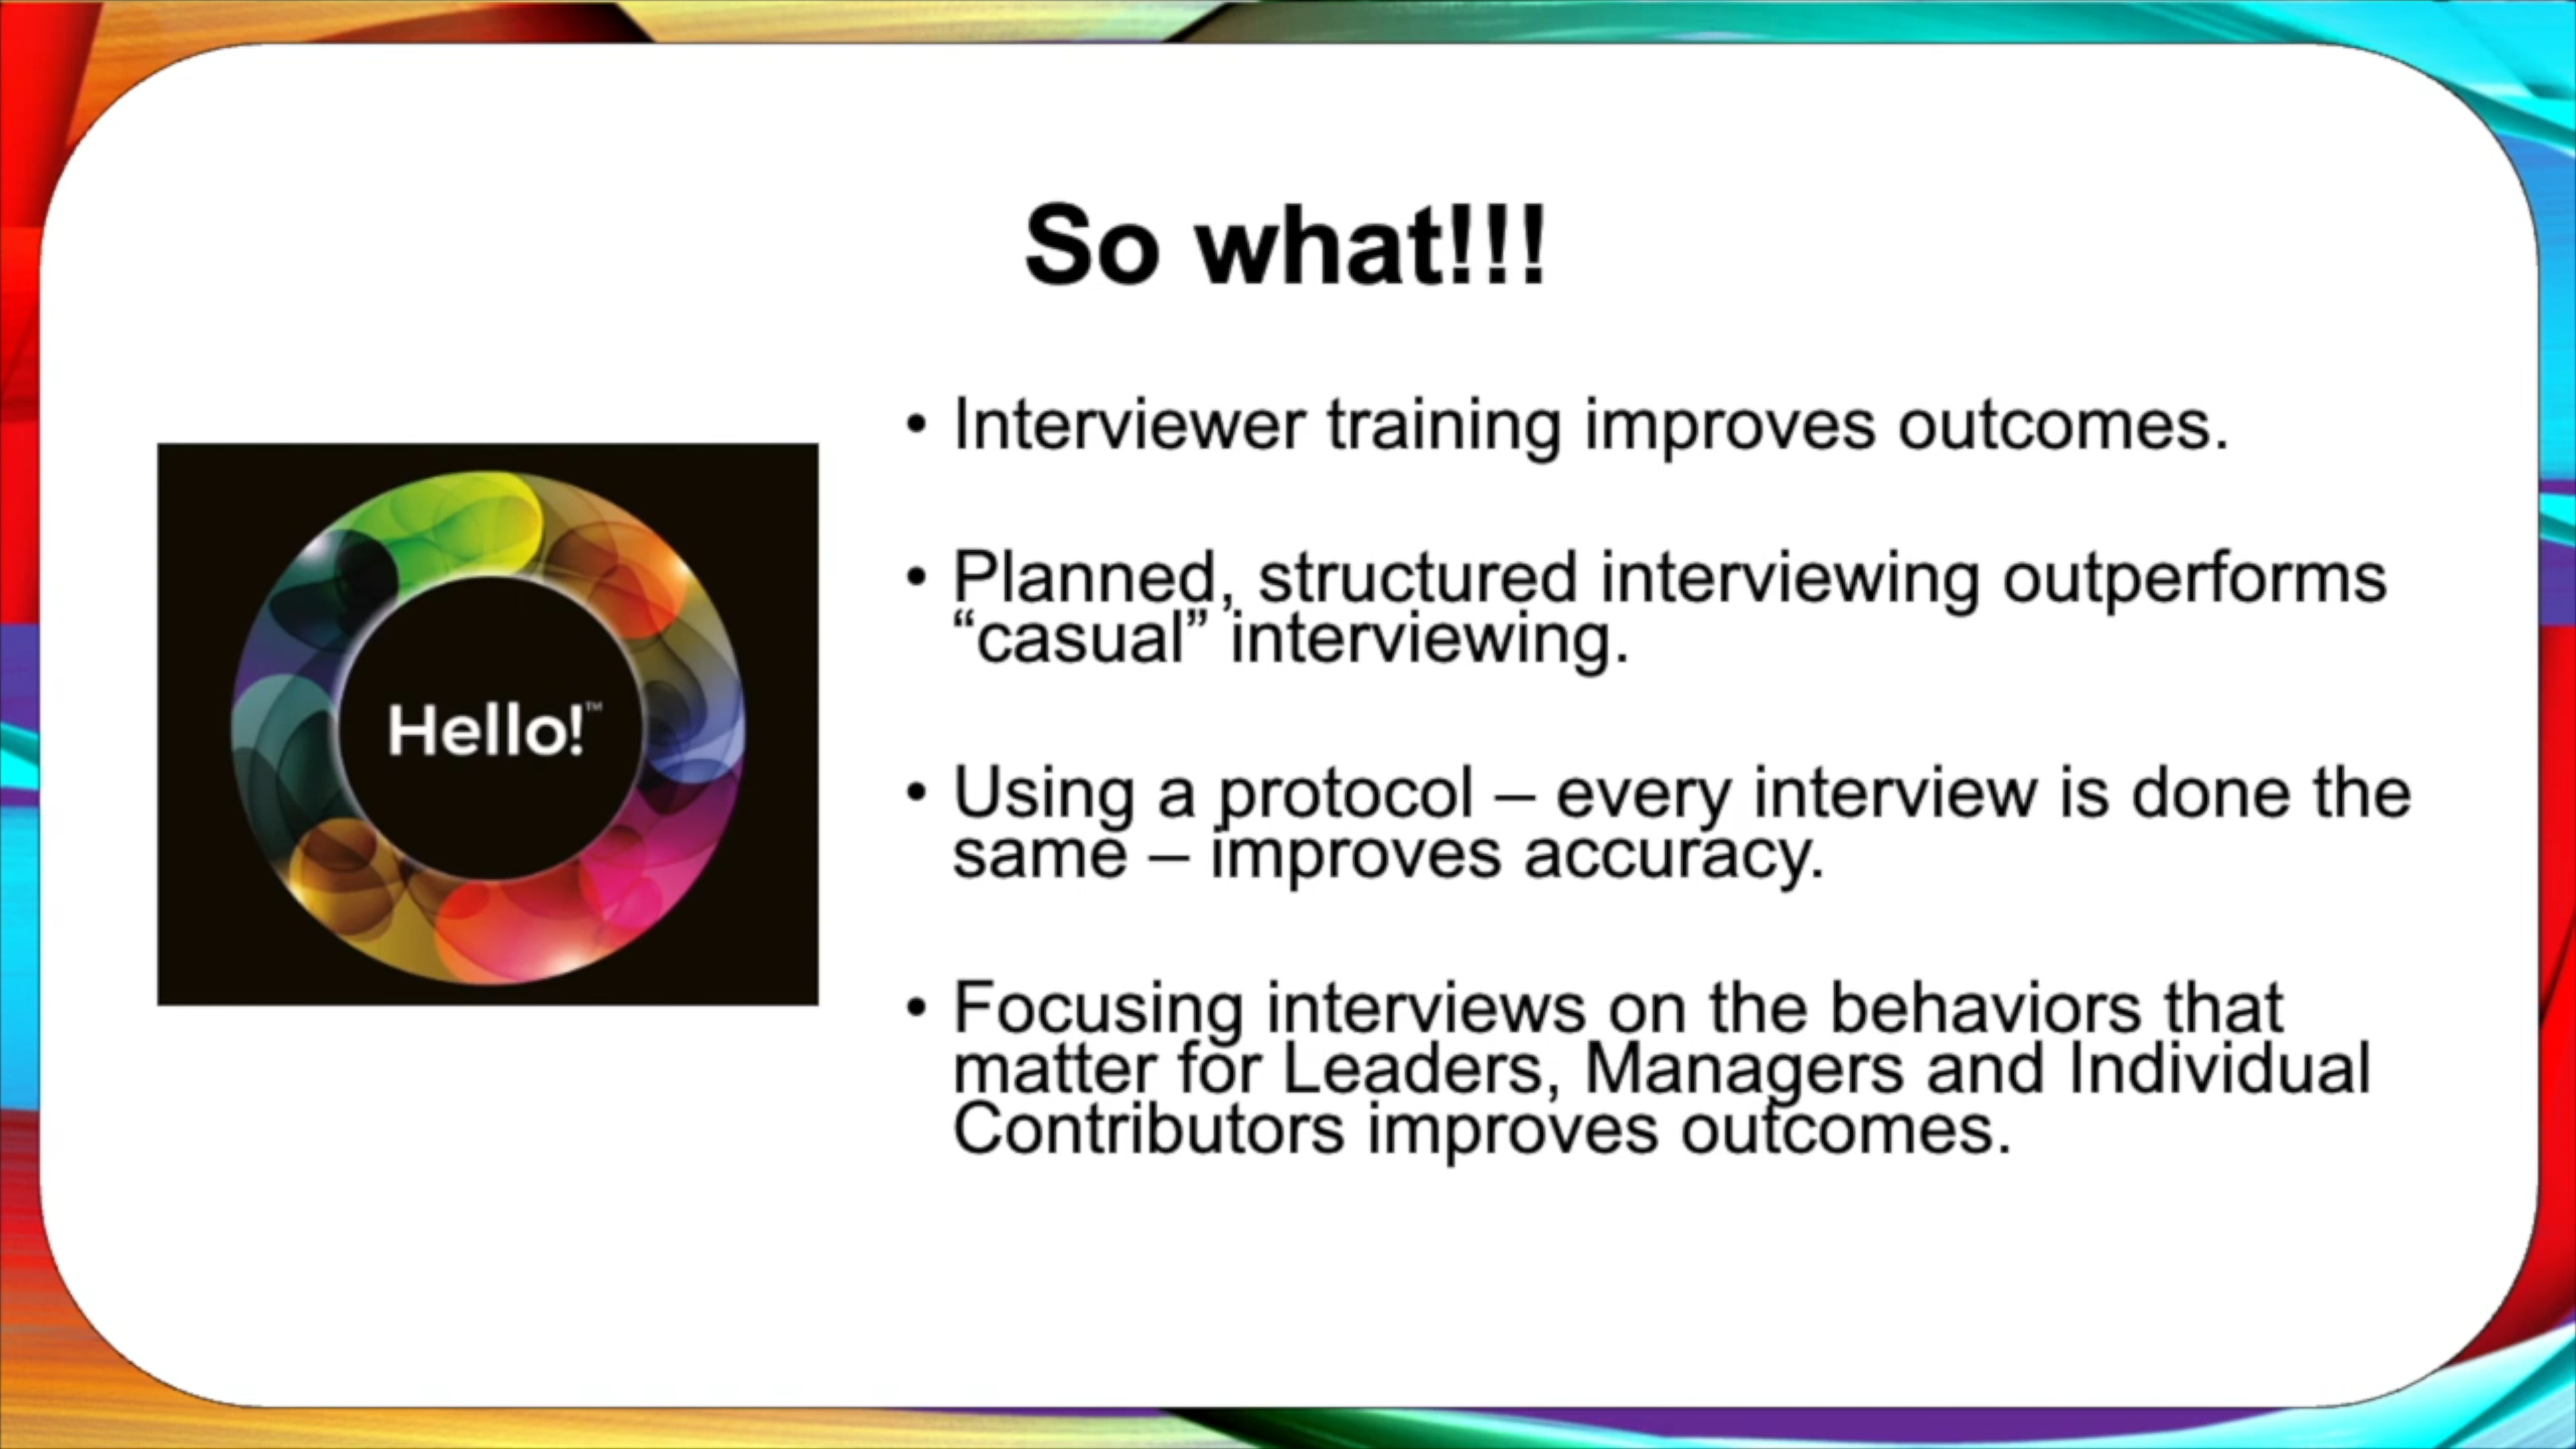 So what!!!
Hello!™
• Interviewer training improves outcomes.
• Planned, structured interviewing outperforms
“casual” interviewing.
• Using a protocol – every interview is done the
same – improves accuracy.
• Focusing interviews on the behaviors that
matter for Leaders, Managers and Individual
Contributors improves outcomes.